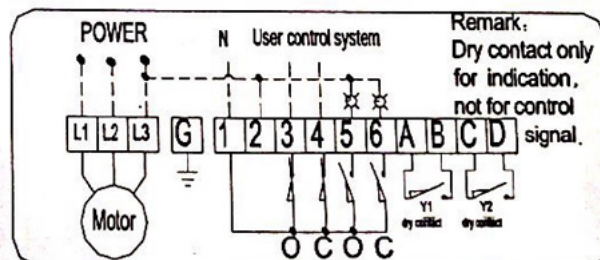 POWER
N User control system
Remark:
Dry contact only
for indication,
not for control
signal.
L1 L2 L3 G 1 2 3 4 5 6 A B C D
Motor
Y1 Y2
dry contact dry contact
O C O C